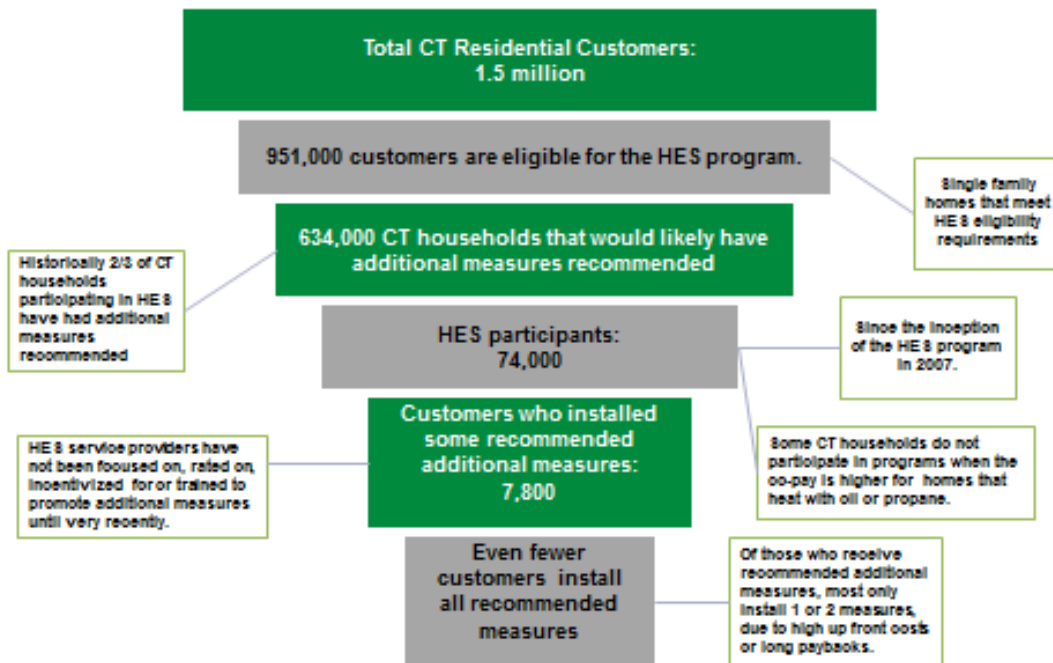 Total CT Residential Customers:
1.5 million
951,000 customers are eligible for the HES program.
Single family
homes that meet
HES eligibility
requirements
634,000 CT households that would likely have
additional measures recommended
Historically 2/3 of CT
households
participating in HES
have had additional
measures
recommended
HES participants:
74,000
Since the inception
of the HES program
in 2007.
Some CT households do not
participate in programs when the
co-pay is higher for homes that
heat with oil or propane.
Customers who installed
some recommended
additional measures:
7,800
HES service providers have
not been focused on, rated on,
incentivized for or trained to
promote additional measures
until very recently.
Even fewer
customers install
all recommended
measures
Of those who receive
recommended additional
measures, most only
install 1 or 2 measures,
due to high up front costs
or long paybacks.